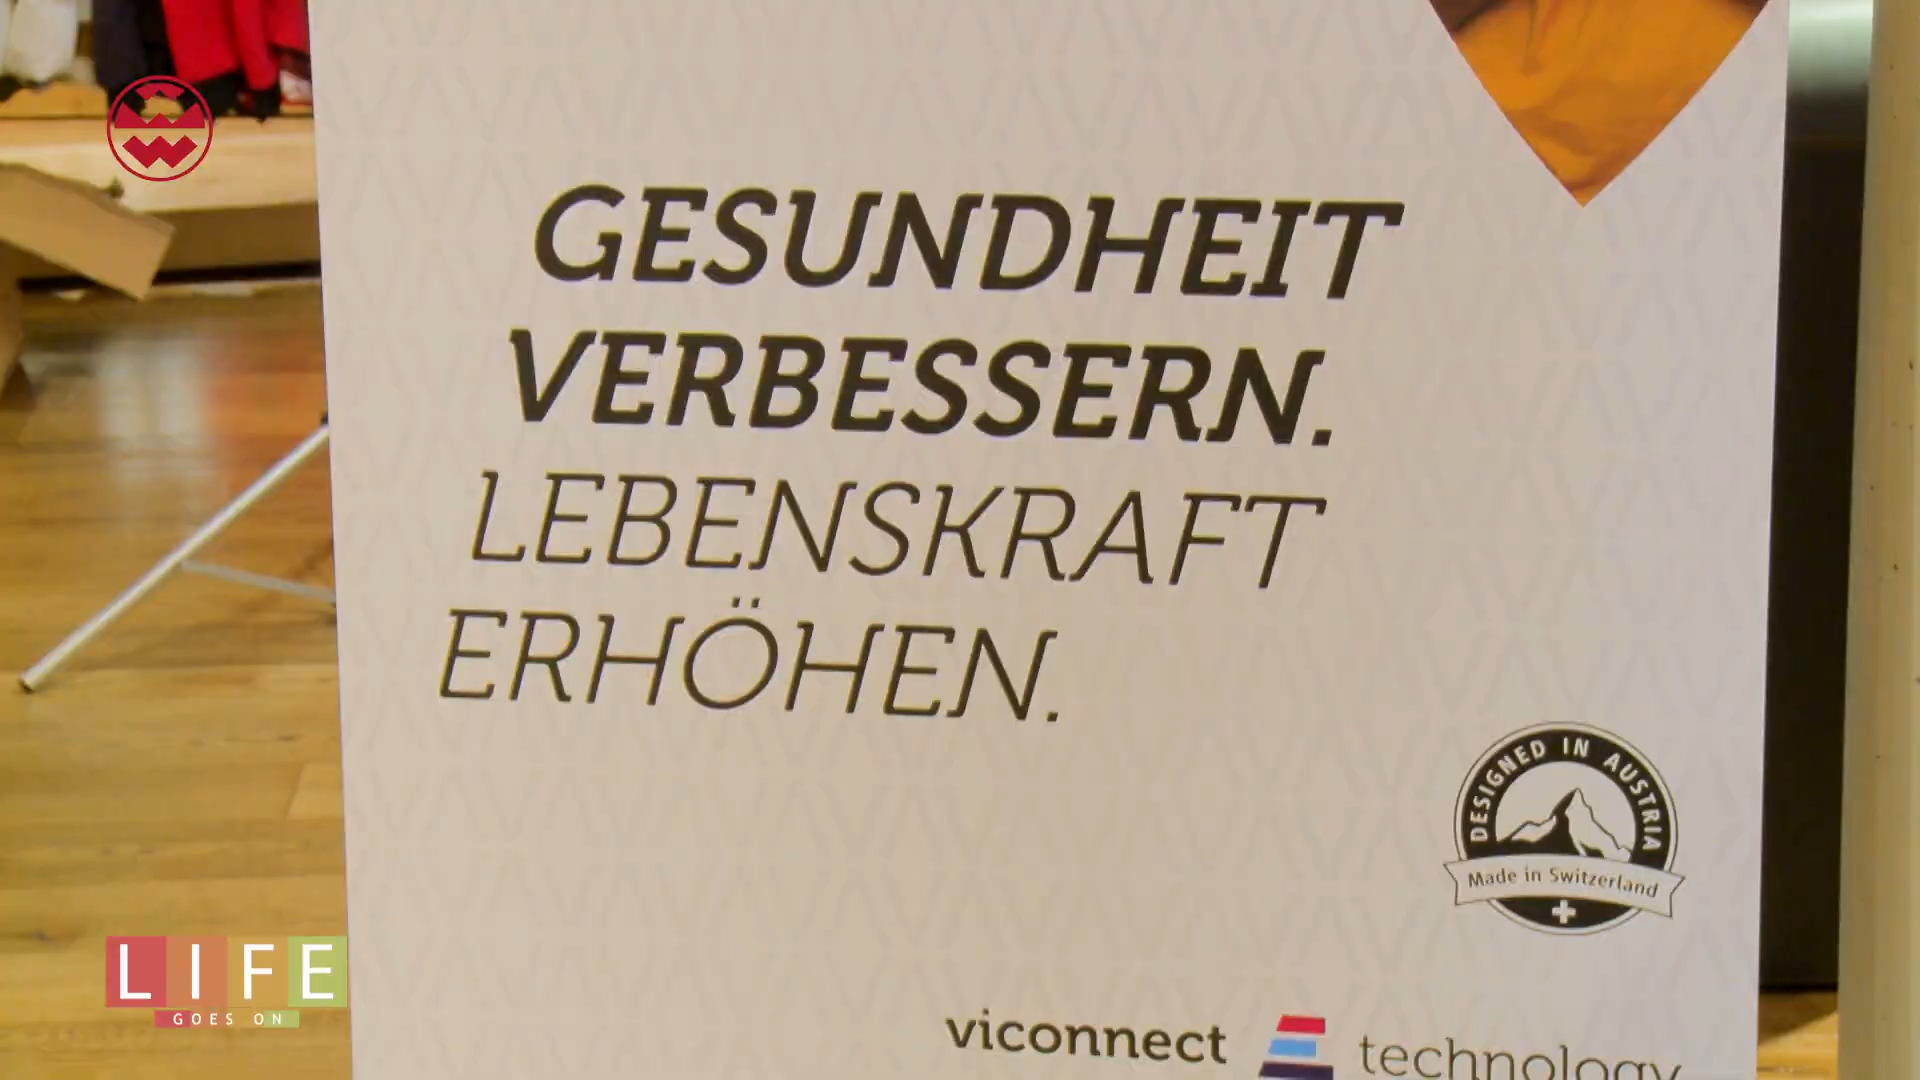 GESUNDHEIT
VERBESSERN.
LEBENSKRAFT
ERHÖHEN.
DESIGNED IN AUSTRIA
Made in Switzerland
viconnect technology
LIFE
GOES ON